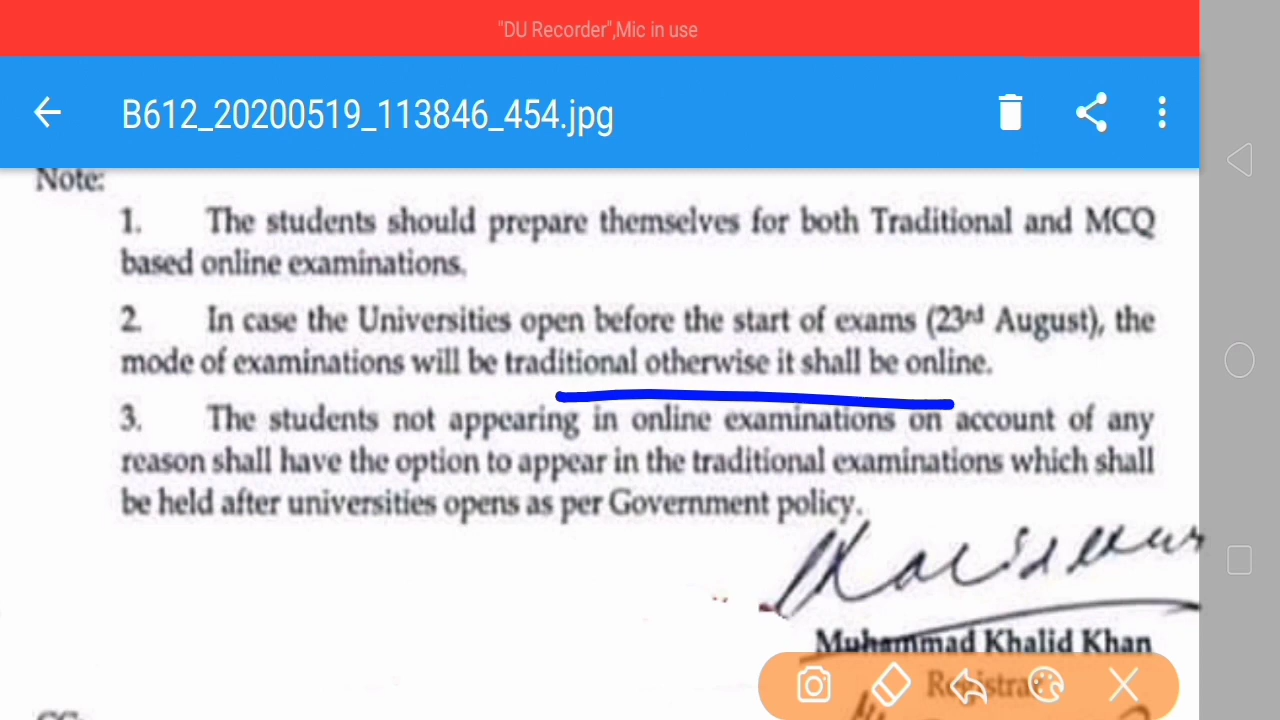 "DU Recorder",Mic in use
B612_20200519_113846_454.jpg
Note:
1. The students should prepare themselves for both Traditional and MCQ
based online examinations.
2. In case the Universities open before the start of exams (23rd August), the
mode of examinations will be traditional otherwise it shall be online.
3. The students not appearing in online examinations on account of any
reason shall have the option to appear in the traditional examinations which shall
be held after universities opens as per Government policy.
Muhammad Khalid Khan
Registrar